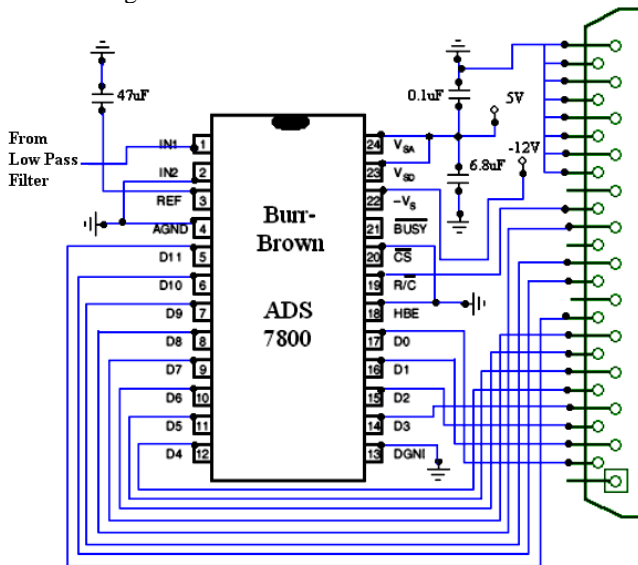 47uF
0.1uF
5V
-12V
6.8uF
From
Low Pass
Filter
IN1 1
IN2 2
REF 3
AGND 4
D11 5
D10 6
D9 7
D8 8
D7 9
D6 10
D5 11
D4 12
Burr-
Brown
ADS
7800
24 VSA
23 VSD
22 -VS
21 BUSY
20 CS
19 R/C
18 HBE
17 D0
16 D1
15 D2
14 D3
13 DGNI